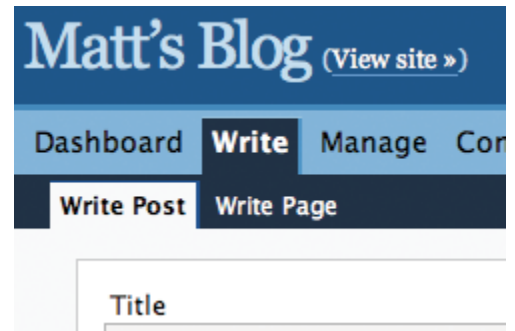 Matt's Blog (View site »)
Dashboard Write Manage
Write Post Write Page
Title